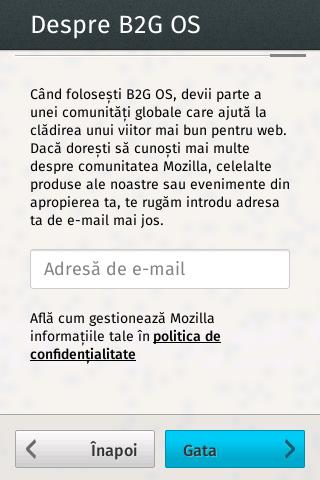 Despre B2G OS
Când folosești B2G OS, devii parte a
unei comunități globale care ajută la
clădirea unui viitor mai bun pentru web.
Dacă dorești să cunoști mai multe
despre comunitatea Mozilla, celelalte
produse ale noastre sau evenimente din
apropierea ta, te rugăm introdu adresa
ta de e-mail mai jos.
Adresă de e-mail
Află cum gestionează Mozilla
informațiile tale în politica de
confidențialitate
Înapoi
Gata